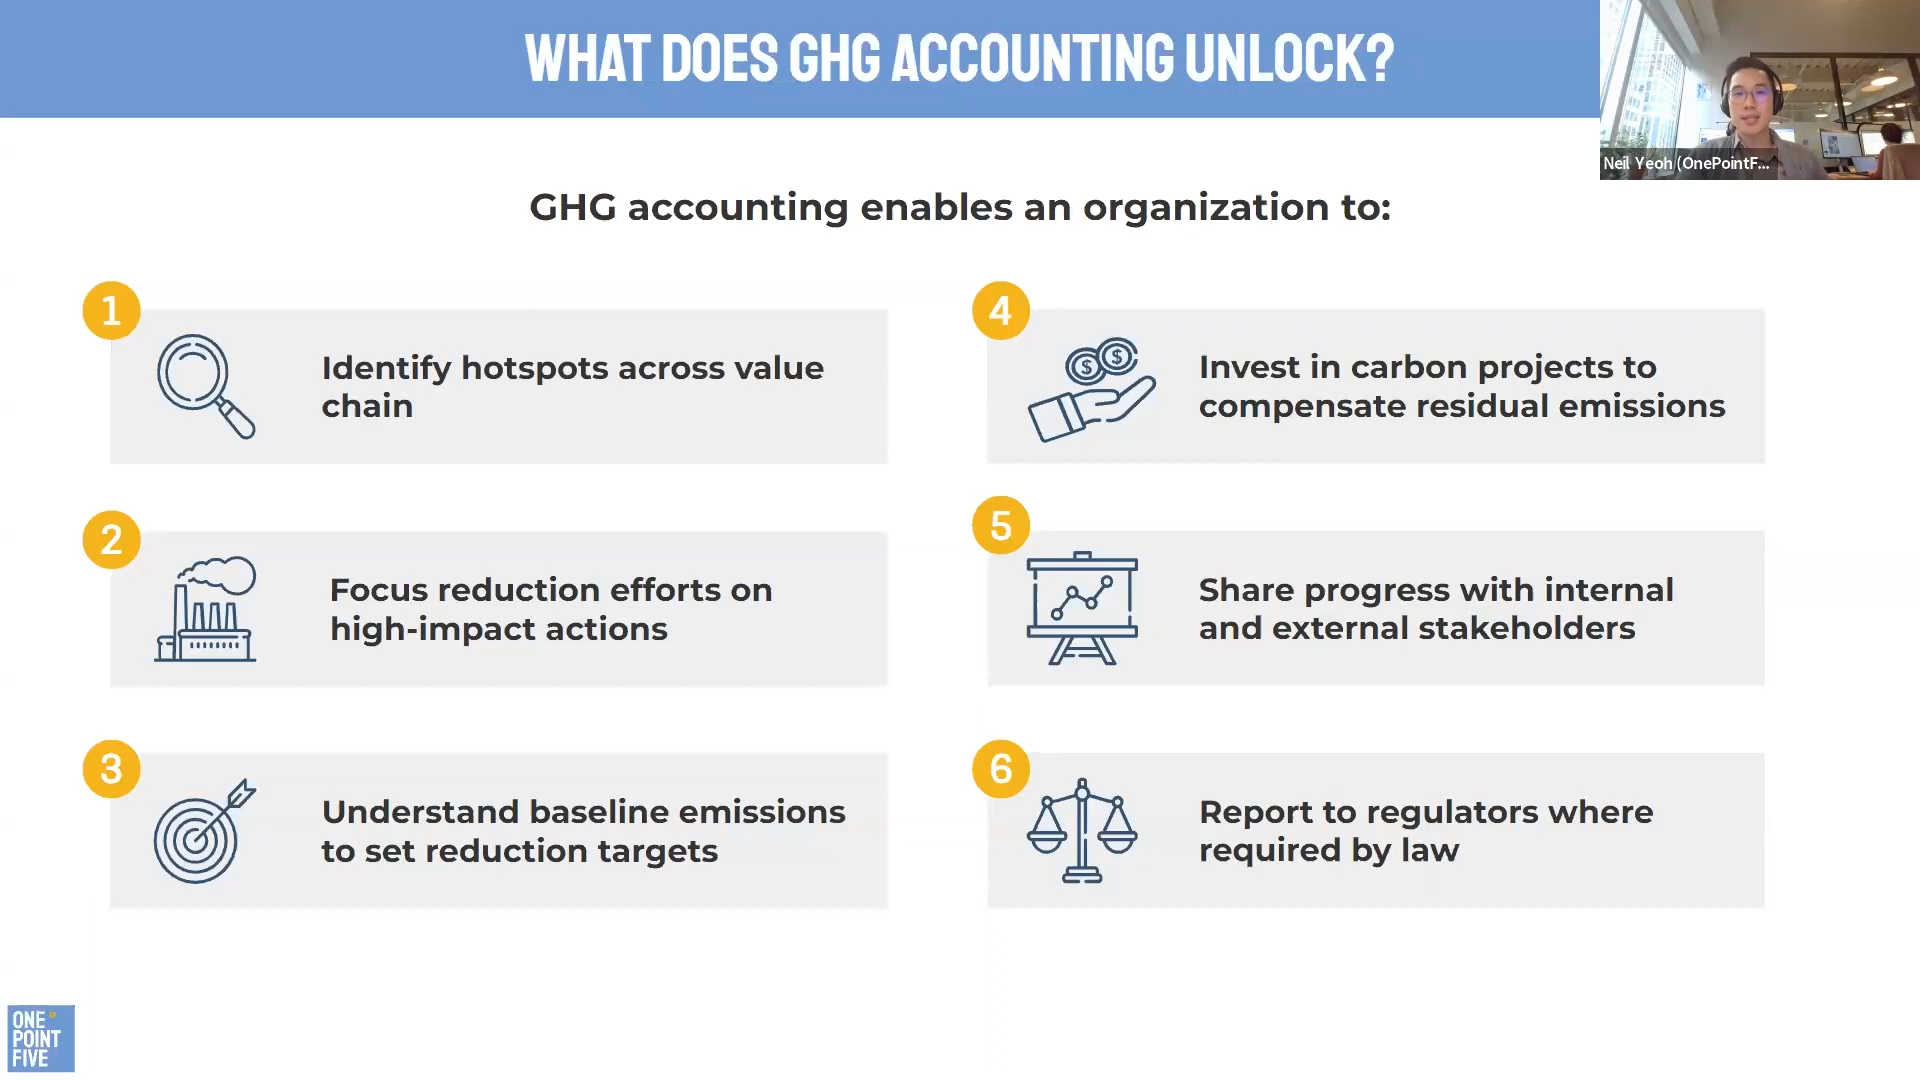 WHAT DOES GHG ACCOUNTING UNLOCK?
Neil Yeoh (OnePointF...
GHG accounting enables an organization to:
1
Identify hotspots across value
chain
2
Focus reduction efforts on
high-impact actions
3
Understand baseline emissions
to set reduction targets
4
$ $
Invest in carbon projects to
compensate residual emissions
5
Share progress with internal
and external stakeholders
6
Report to regulators where
required by law
ONE
POINT
FIVE